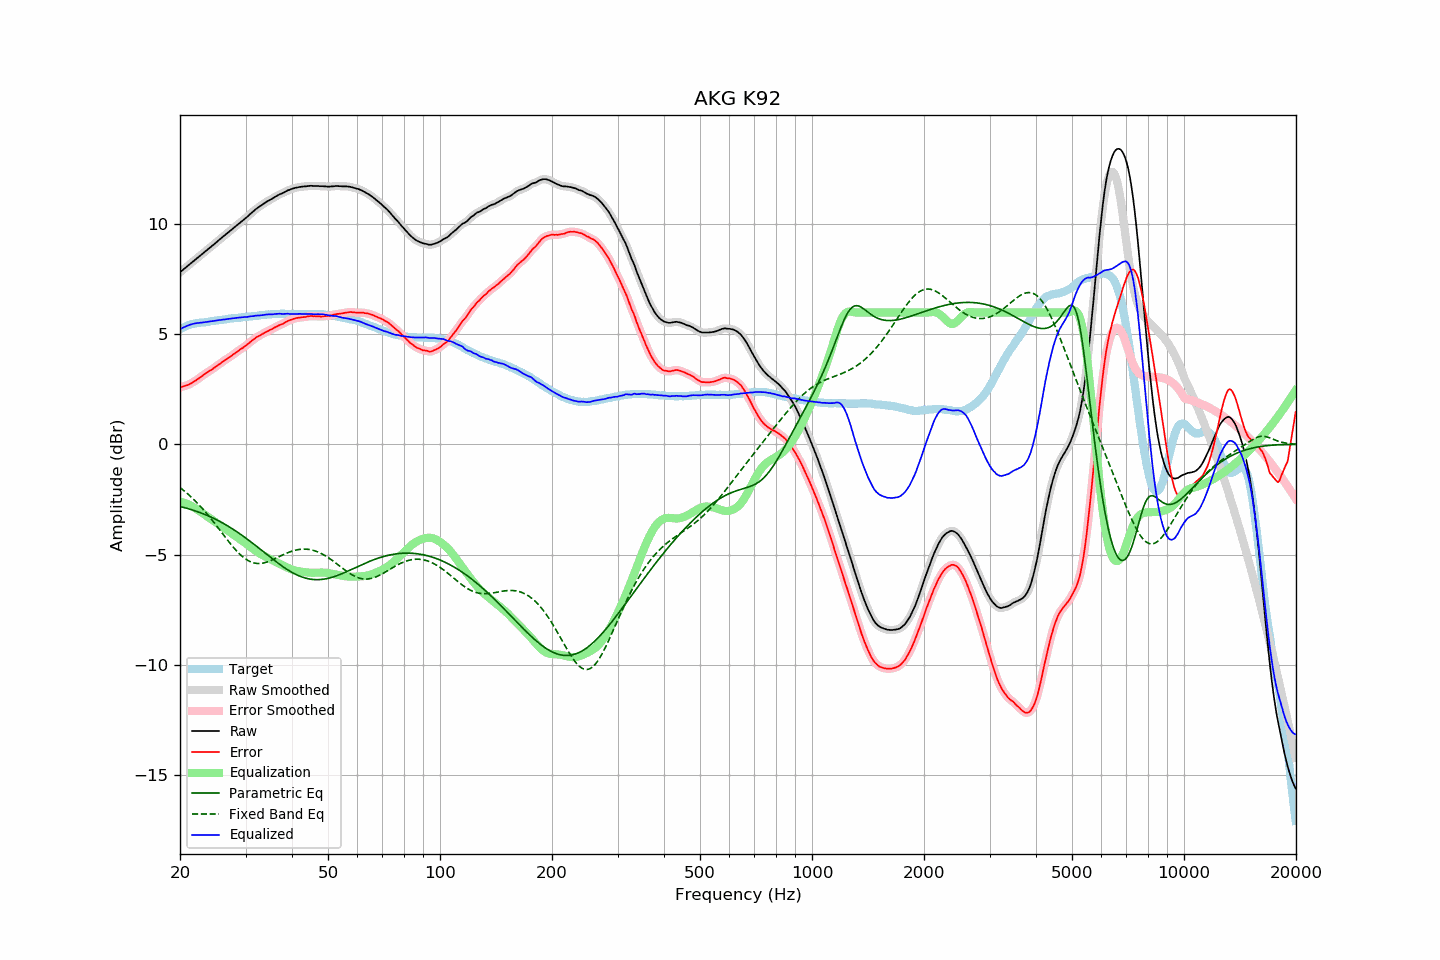 AKG K92
Amplitude (dBr)
10
5
0
−5
−10
−15
Target
Raw Smoothed
Error Smoothed
Raw
Error
Equalization
Parametric Eq
Fixed Band Eq
Equalized
20 50 100 200 500 1000 2000 5000 10000 20000
Frequency (Hz)